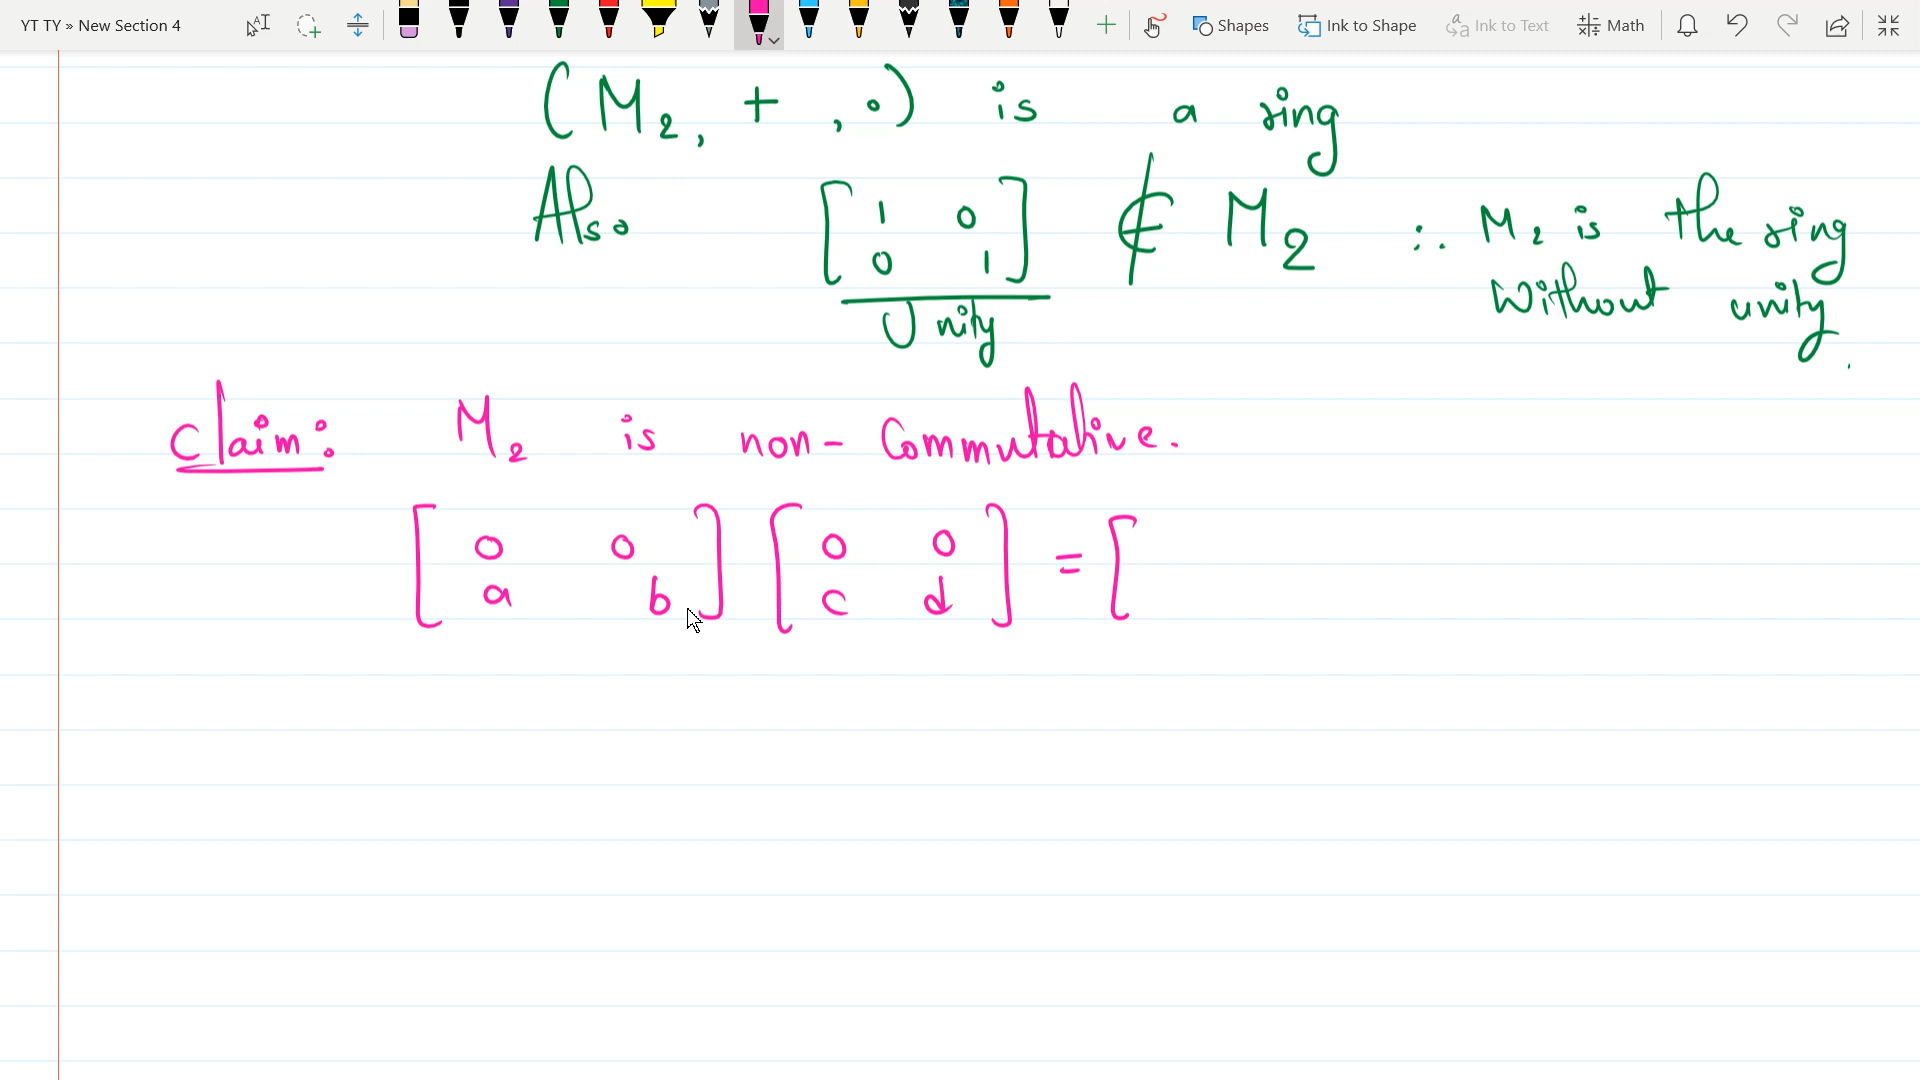 YT TY » New Section 4 Shapes Ink to Shape Ink to Text Math
(M₂, + , ∘) is a ring
Also [1 0; 0 1] ∉ M₂ ∴ M₂ is the ring
Unity without unity.
Claim: M₂ is non-Commutative.
[0 0; a b] [0 0; c d] = [